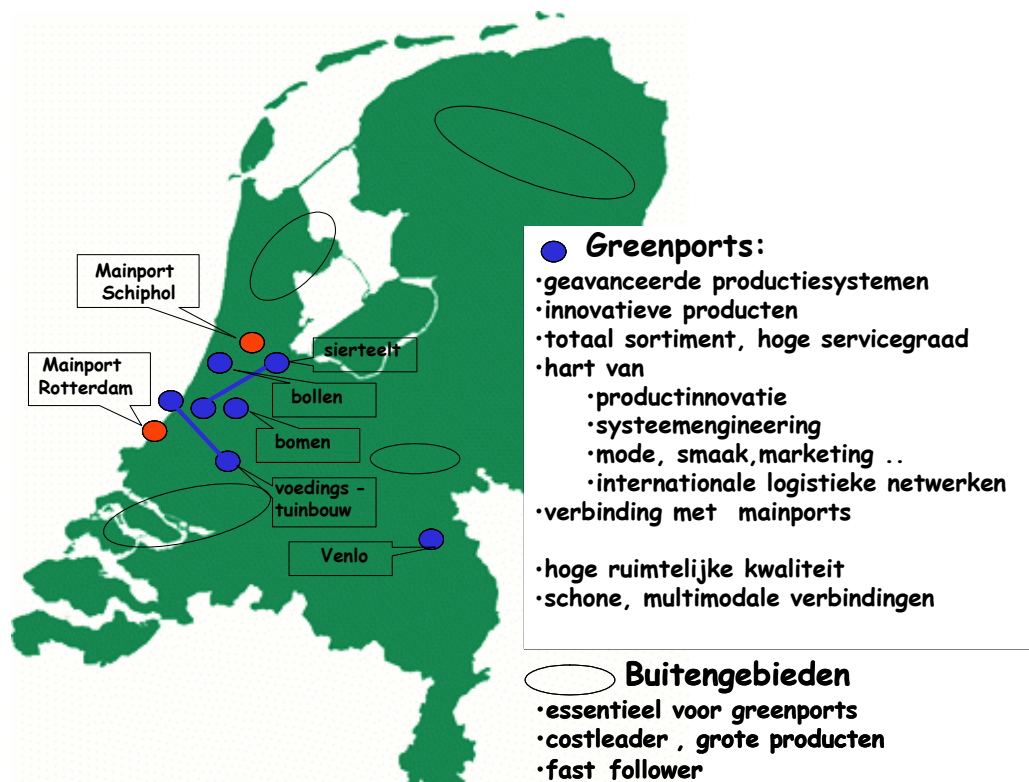 Mainport
Schiphol
Mainport
Rotterdam
sierteelt
bollen
bomen
voedings -
tuinbouw
Venlo
Greenports:
•geavanceerde productiesystemen
•innovatieve producten
•totaal sortiment, hoge servicegraad
•hart van
•productinnovatie
•systeemengineering
•mode, smaak,marketing ..
•internationale logistieke netwerken
•verbinding met mainports
•hoge ruimtelijke kwaliteit
•schone, multimodale verbindingen
Buitengebieden
•essentieel voor greenports
•costleader , grote producten
•fast follower